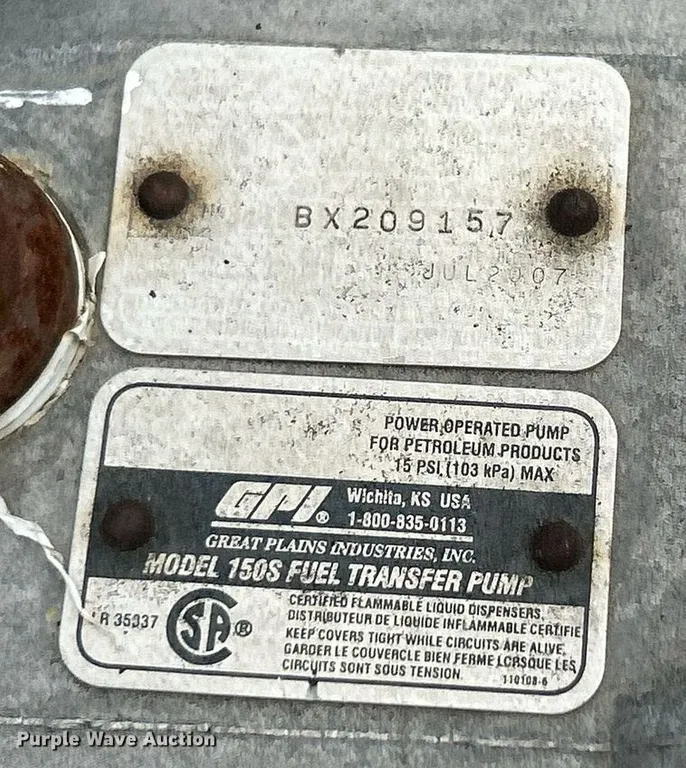 BX209157
JUL2007
POWER OPERATED PUMP
FOR PETROLEUM PRODUCTS
15 PSI (103 kPa) MAX
GPI® Wichita, KS USA
1-800-835-0113
GREAT PLAINS INDUSTRIES, INC.
MODEL 150S FUEL TRANSFER PUMP
LR 35037
SA®
CERTIFIED FLAMMABLE LIQUID DISPENSERS.
DISTRIBUTEUR DE LIQUIDE INFLAMMABLE CERTIFIE
KEEP COVERS TIGHT WHILE CIRCUITS ARE ALIVE.
GARDER LE COUVERCLE BIEN FERME LORSQUE LES
CIRCUITS SONT SOUS TENSION.
110108-6
Purple Wave Auction